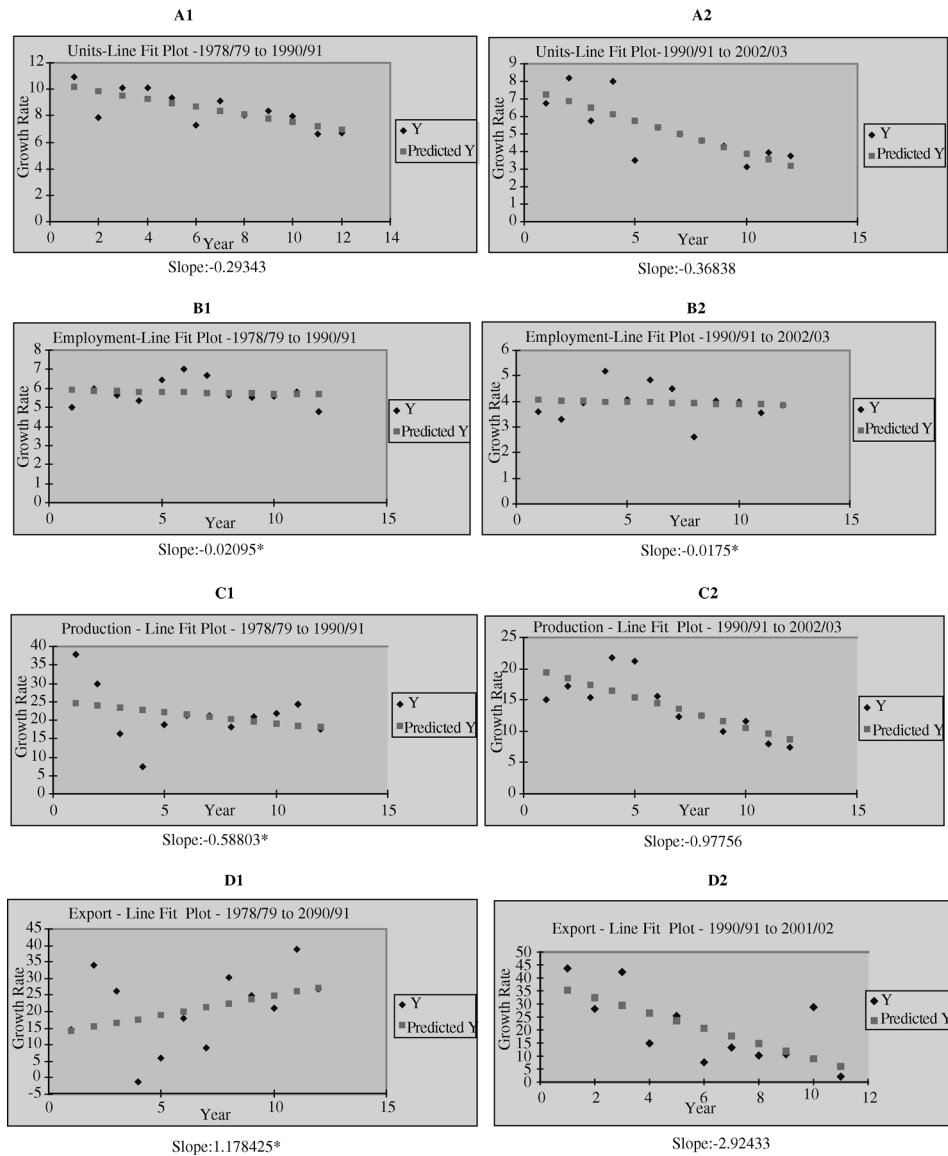 A1
Units-Line Fit Plot -1978/79 to 1990/91
Growth Rate
12
10
8
6
4
2
0
0 2 4 6 8 10 12 14
Year
Y
Predicted Y
Slope:-0.29343
A2
Units-Line Fit Plot-1990/91 to 2002/03
Growth Rate
9
8
7
6
5
4
3
2
1
0
0 5 10 15
Year
Y
Predicted Y
Slope:-0.36838
B1
Employment-Line Fit Plot -1978/79 to 1990/91
Growth Rate
8
7
6
5
4
3
2
1
0
0 5 10 15
Year
Y
Predicted Y
Slope:-0.02095*
B2
Employment-Line Fit Plot -1990/91 to 2002/03
Growth Rate
6
4
2
0
0 5 10 15
Year
Y
Predicted Y
Slope:-0.0175*
C1
Production - Line Fit Plot - 1978/79 to 1990/91
Growth Rate
40
35
30
25
20
15
10
5
0
0 5 10 15
Year
Y
Predicted Y
Slope:-0.58803*
C2
Production - Line Fit Plot - 1990/91 to 2002/03
Growth Rate
25
20
15
10
5
0
0 5 10 15
Year
Y
Predicted Y
Slope:-0.97756
D1
Export - Line Fit Plot - 1978/79 to 2090/91
Growth Rate
45
35
25
15
5
-5
0 5 10 15
Year
Y
Predicted Y
Slope:1.178425*
D2
Export - Line Fit Plot - 1990/91 to 2001/02
Growth Rate
50
45
40
35
30
25
20
15
10
5
0
0 2 4 6 8 10 12
Year
Y
Predicted Y
Slope:-2.92433